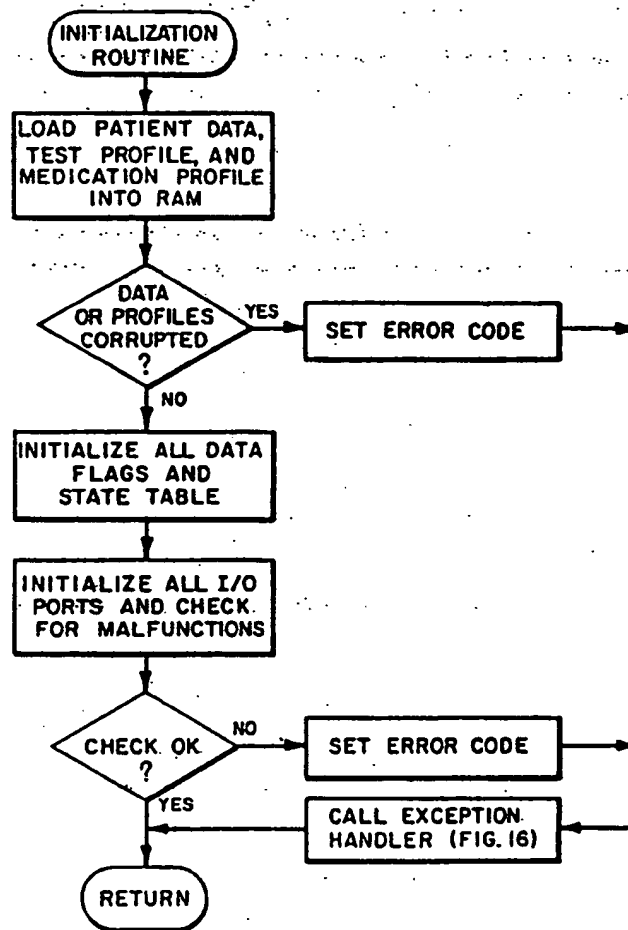 INITIALIZATION
ROUTINE
LOAD PATIENT DATA,
TEST PROFILE, AND
MEDICATION PROFILE
INTO RAM
DATA
OR PROFILES
CORRUPTED
?
YES
SET ERROR CODE
NO
INITIALIZE ALL DATA
FLAGS AND
STATE TABLE
INITIALIZE ALL I/O
PORTS AND CHECK
FOR MALFUNCTIONS
CHECK OK
?
NO
SET ERROR CODE
YES
CALL EXCEPTION
HANDLER (FIG. 16)
RETURN